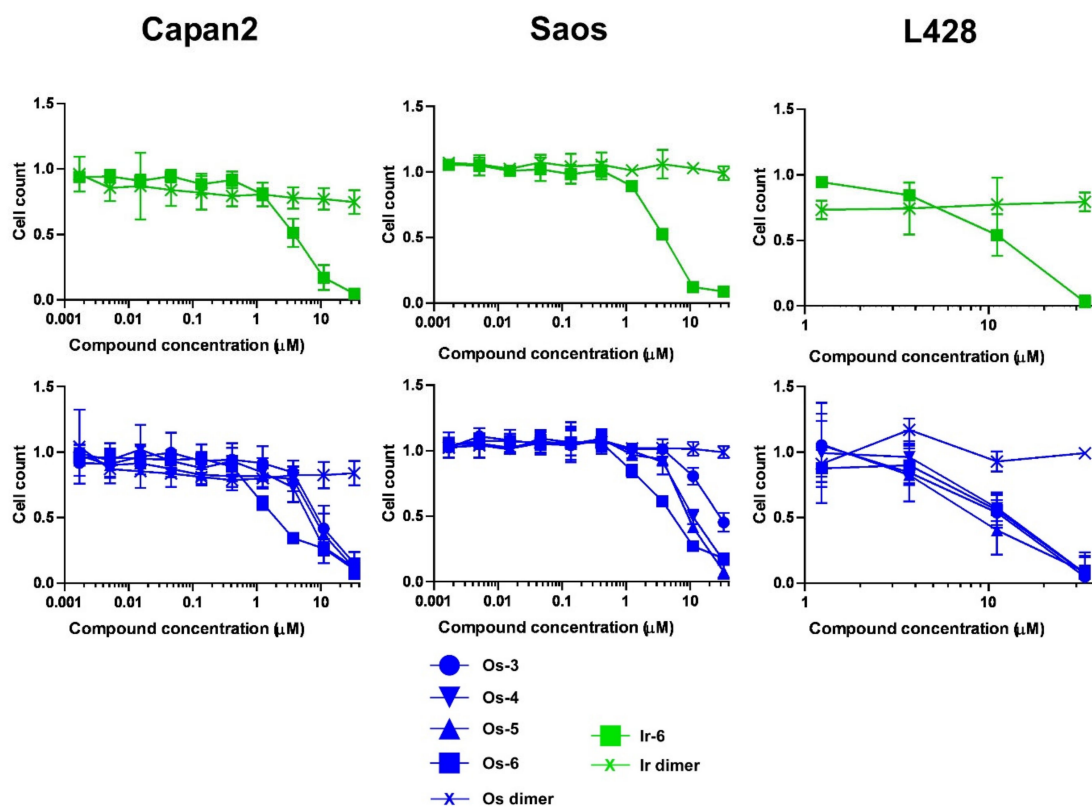 Capan2 Saos L428
1.5 1.5 1.5
1.0 1.0 1.0
Cell count Cell count Cell count
0.5 0.5 0.5
0.0 0.0 0.0
0.001 0.01 0.1 1 10 0.001 0.01 0.1 1 10 1 10
Compound concentration (μM) Compound concentration (μM) Compound concentration (μM)
1.5 1.5 1.5
1.0 1.0 1.0
Cell count Cell count Cell count
0.5 0.5 0.5
0.0 0.0 0.0
0.001 0.01 0.1 1 10 0.001 0.01 0.1 1 10 1 10
Compound concentration (μM) Compound concentration (μM) Compound concentration (μM)
Os-3
Os-4
Os-5
Os-6
Os dimer
Ir-6
Ir dimer